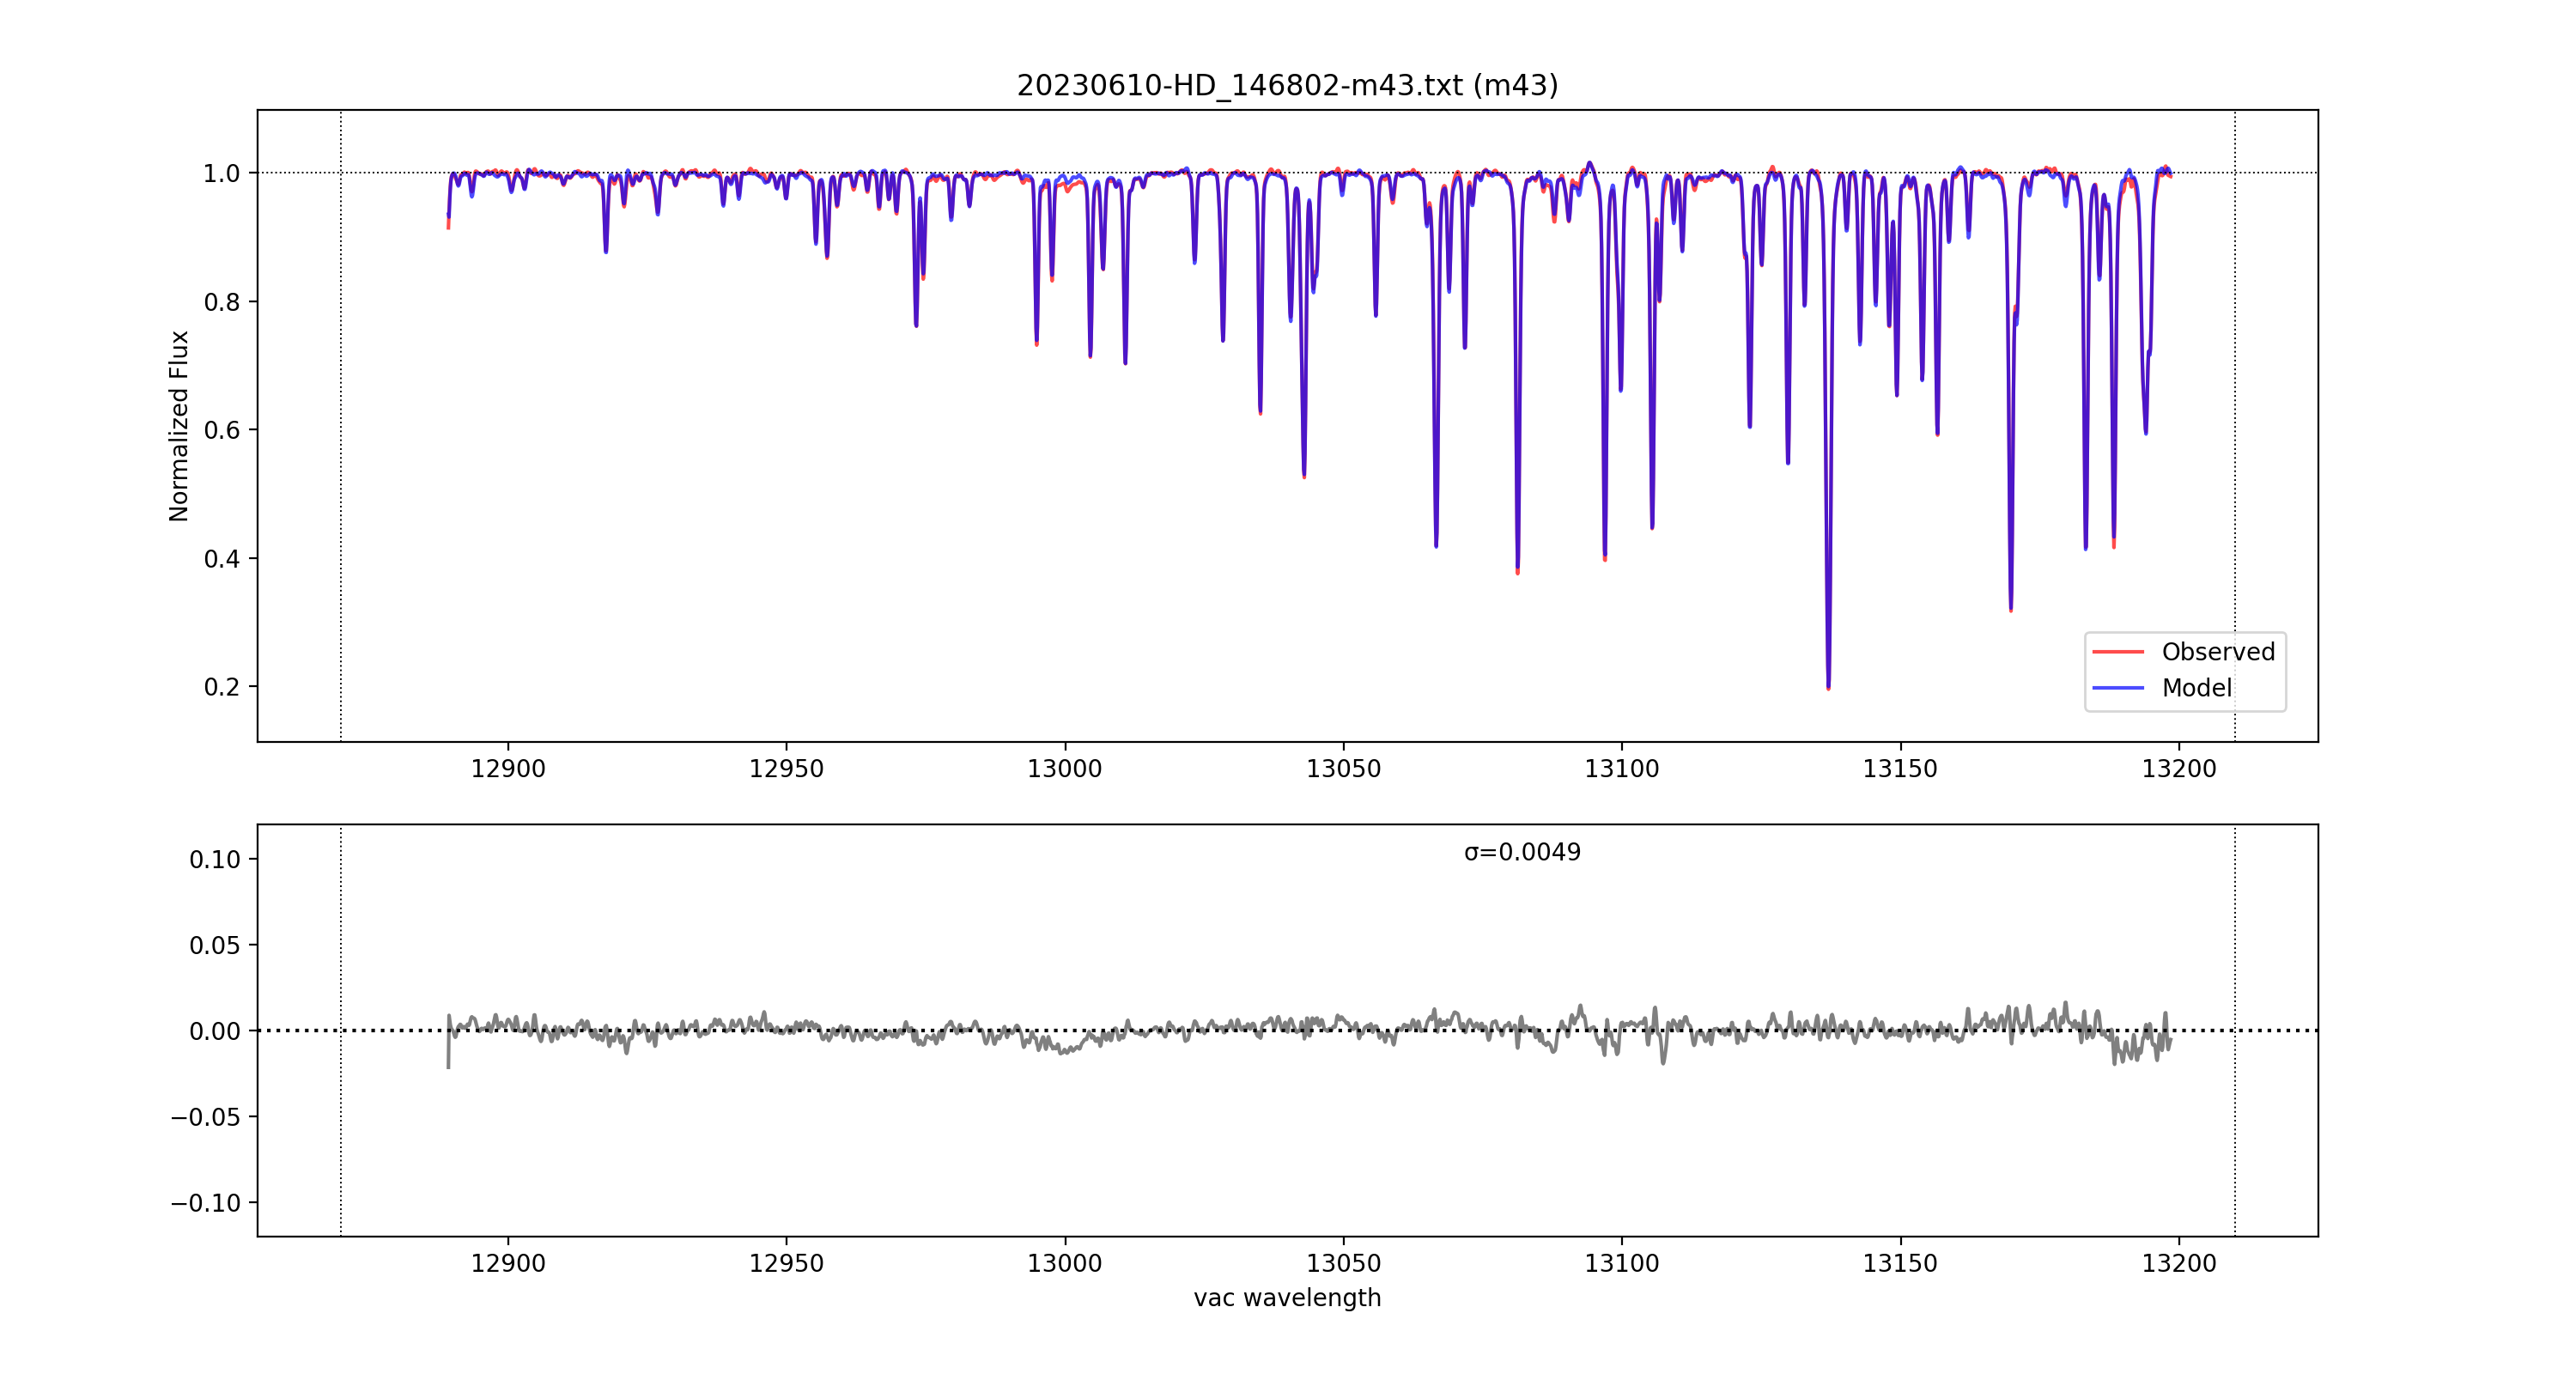 20230610-HD_146802-m43.txt (m43)
Normalized Flux
1.0
0.8
0.6
0.4
0.2
Observed
Model
12900 12950 13000 13050 13100 13150 13200
σ=0.0049
0.10
0.05
0.00
−0.05
−0.10
12900 12950 13000 13050 13100 13150 13200
vac wavelength